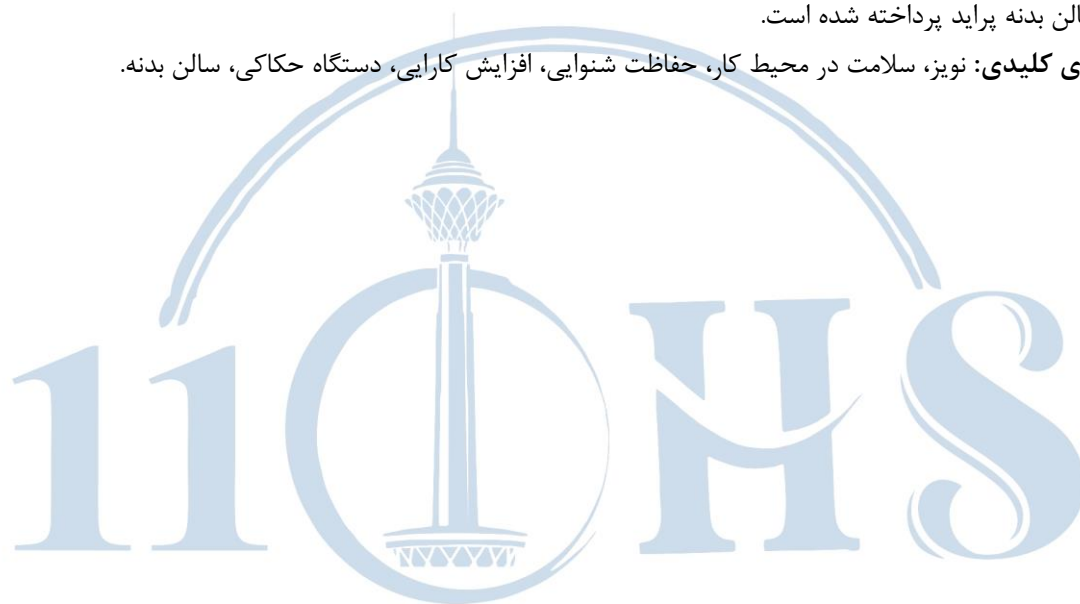 الن بدنه پراید پرداخته شده است.
ی کلیدی: نویز، سلامت در محیط کار، حفاظت شنوایی، افزایش کارایی، دستگاه حکاکی، سالن بدنه.
11OHS